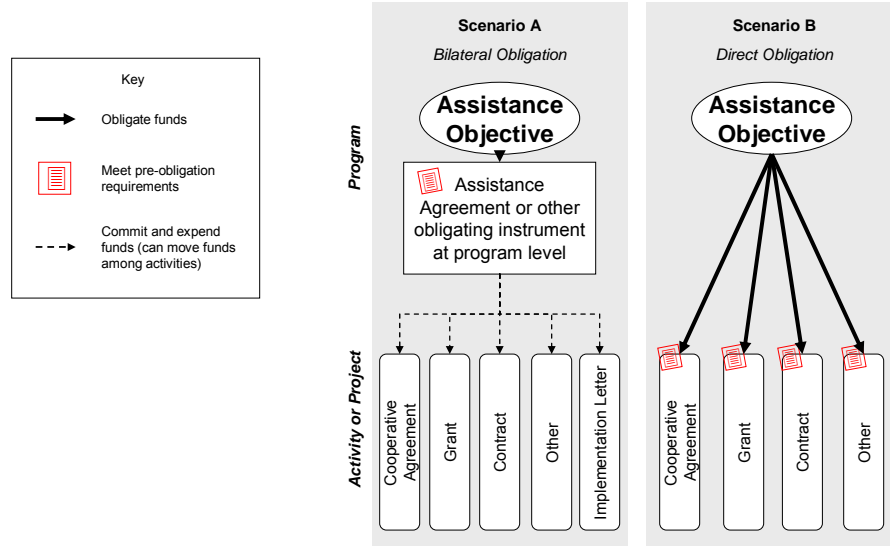 Key
Obligate funds
Meet pre-obligation
requirements
Commit and expend
funds (can move funds
among activities)
Program
Activity or Project
Scenario A
Bilateral Obligation
Assistance
Objective
Assistance
Agreement or other
obligating instrument
at program level
Cooperative
Agreement
Grant
Contract
Other
Implementation Letter
Scenario B
Direct Obligation
Assistance
Objective
Cooperative
Agreement
Grant
Contract
Other